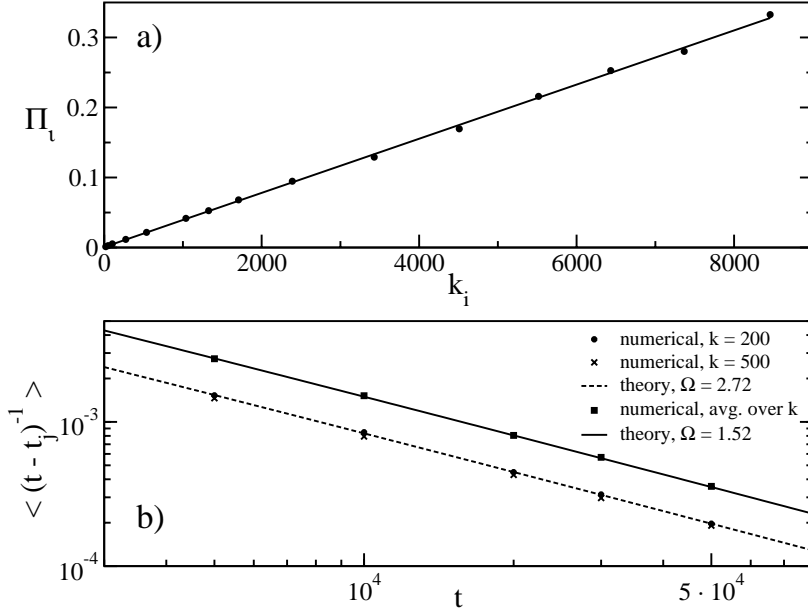 a)
0.3
0.2
0.1
0
Π_ι
0 2000 4000 6000 8000
k_i
numerical, k = 200
numerical, k = 500
theory, Ω = 2.72
numerical, avg. over k
theory, Ω = 1.52
10^-3
10^-4
< (t - t_j)^-1 >
b)
10^4 5 · 10^4
t